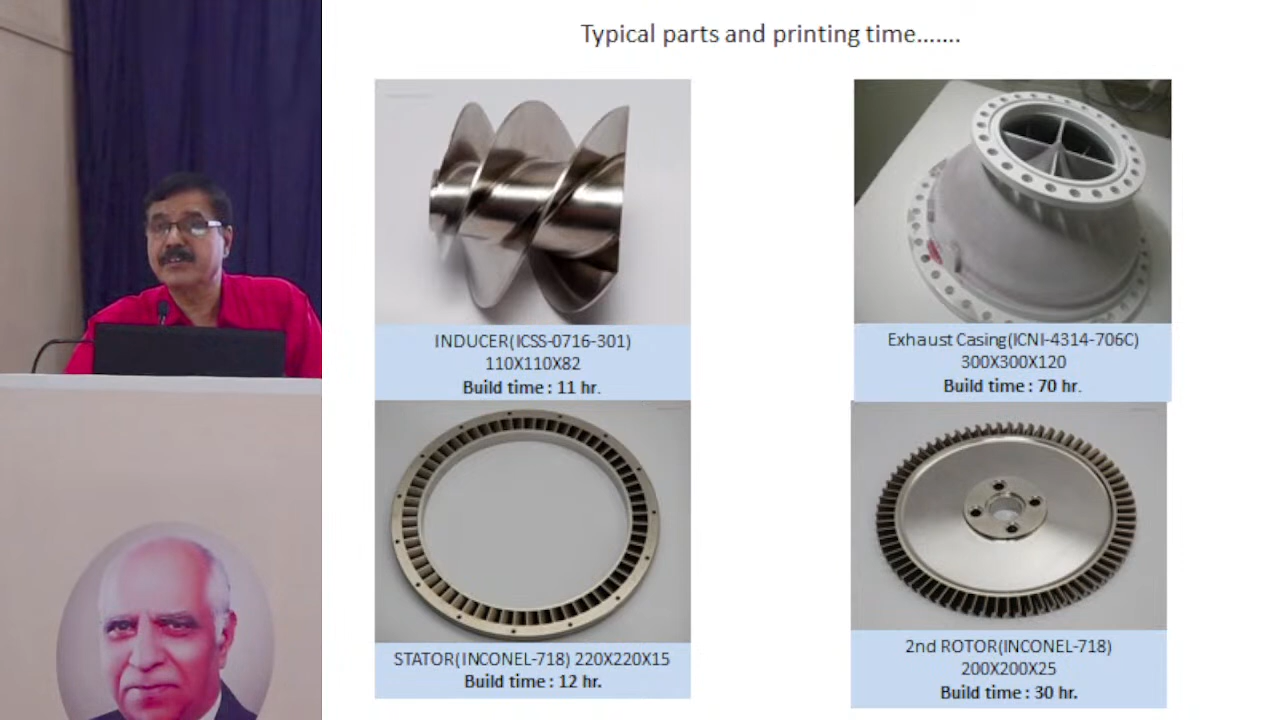 Typical parts and printing time.......
INDUCER(ICSS-0716-301)
110X110X82
Build time : 11 hr.
Exhaust Casing(ICNI-4314-706C)
300X300X120
Build time : 70 hr.
STATOR(INCONEL-718) 220X220X15
Build time : 12 hr.
2nd ROTOR(INCONEL-718)
200X200X25
Build time : 30 hr.